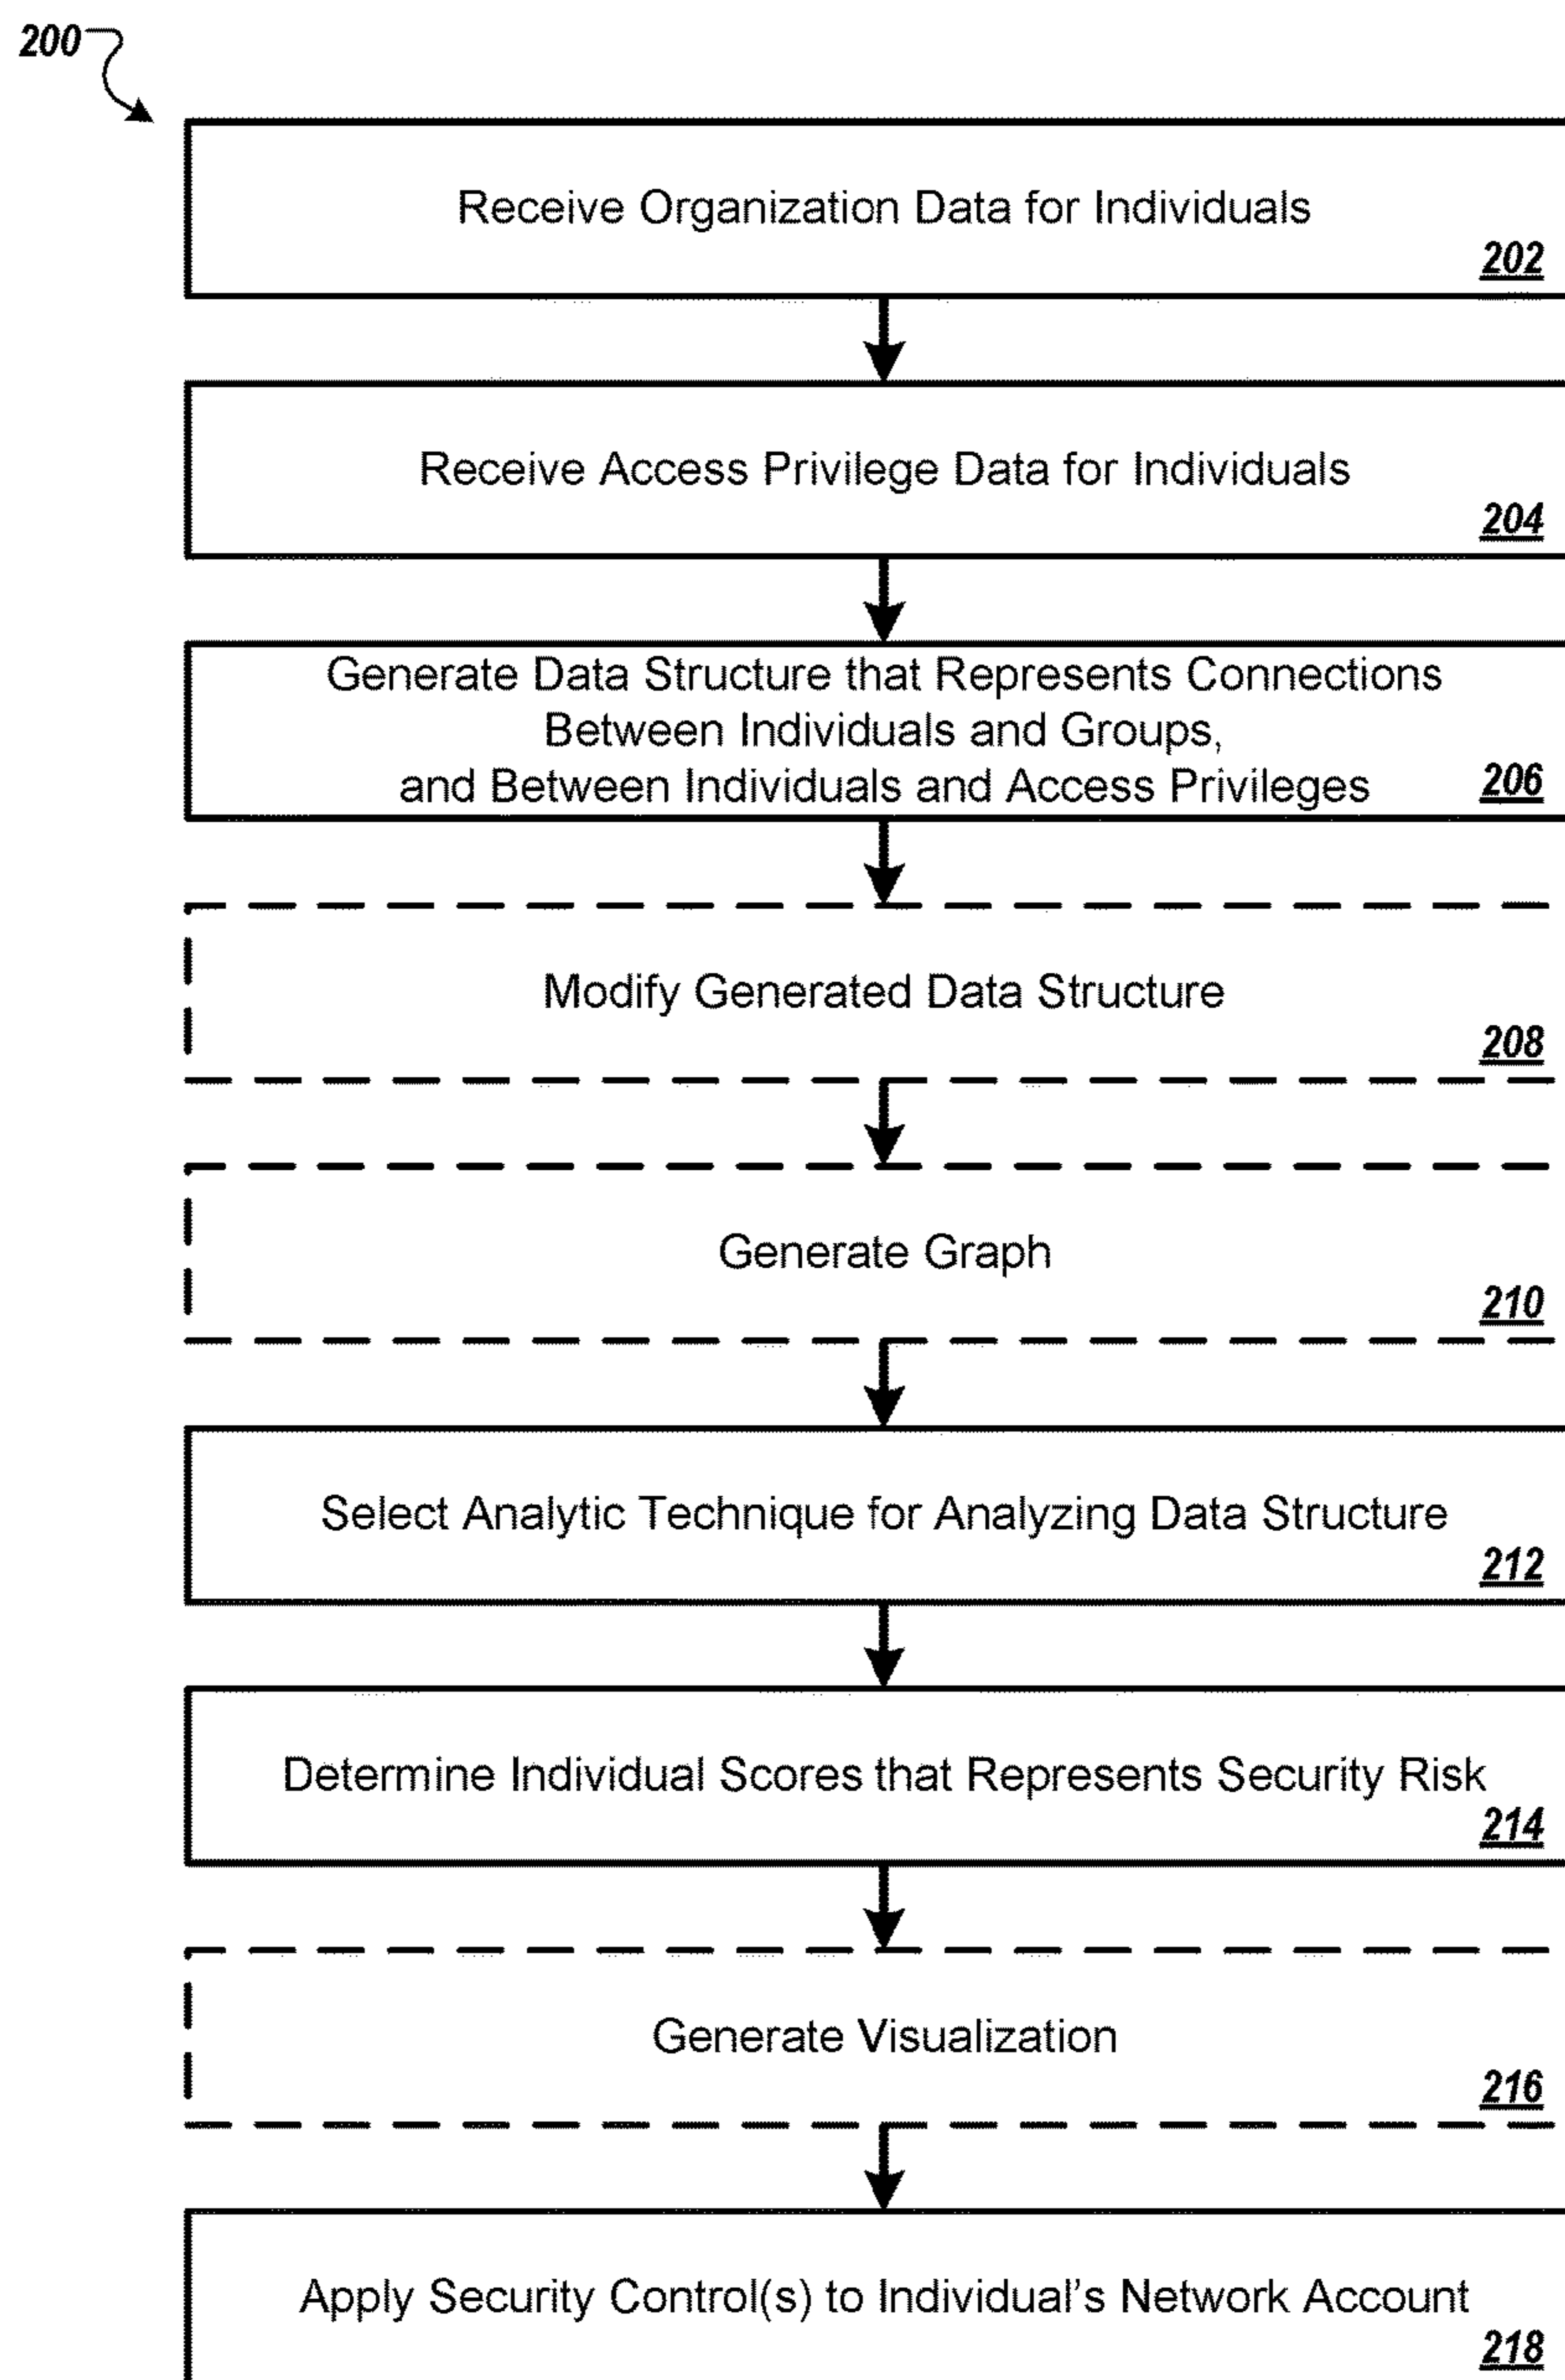 200
Receive Organization Data for Individuals
202
Receive Access Privilege Data for Individuals
204
Generate Data Structure that Represents Connections
Between Individuals and Groups,
and Between Individuals and Access Privileges
206
Modify Generated Data Structure
208
Generate Graph
210
Select Analytic Technique for Analyzing Data Structure
212
Determine Individual Scores that Represents Security Risk
214
Generate Visualization
216
Apply Security Control(s) to Individual's Network Account
218